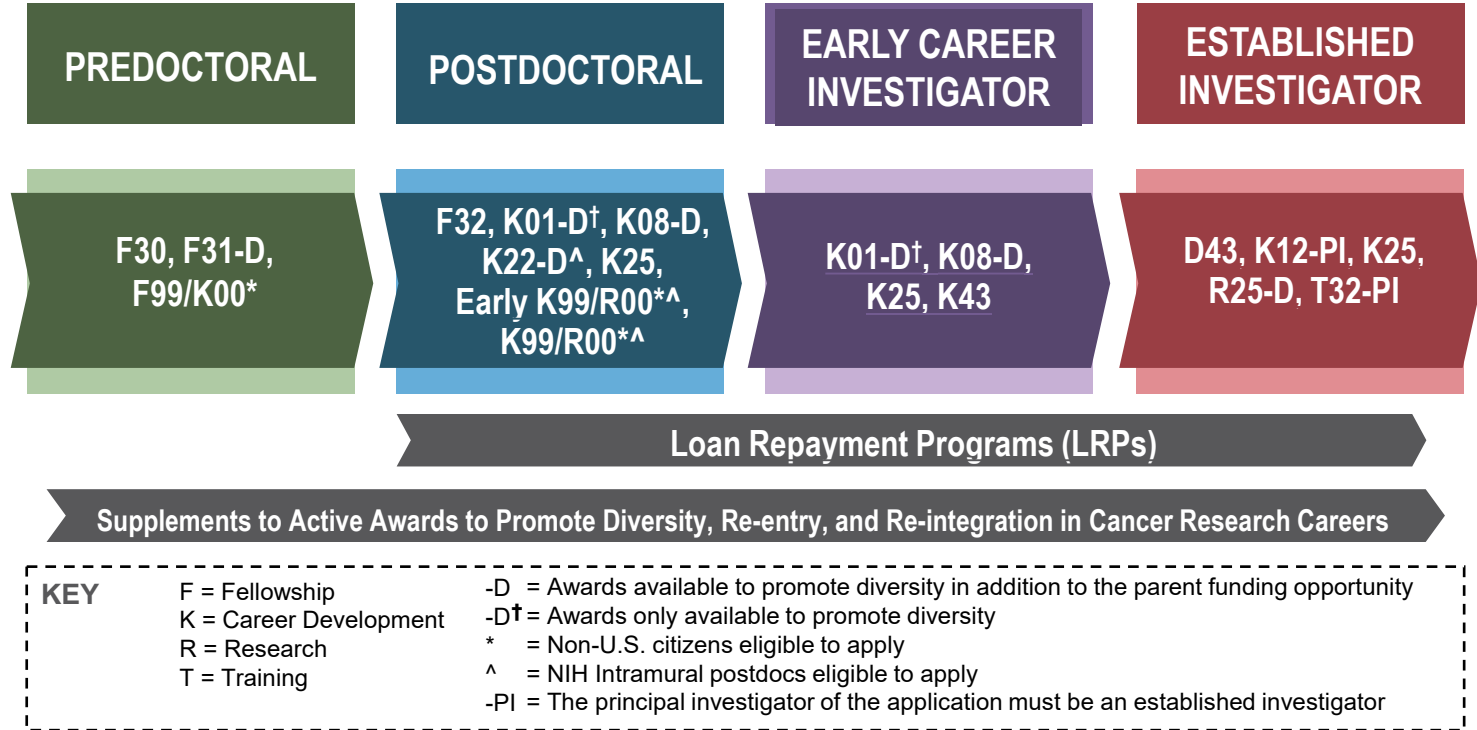 PREDOCTORAL
POSTDOCTORAL
EARLY CAREER
INVESTIGATOR
ESTABLISHED
INVESTIGATOR
F30, F31-D,
F99/K00*
F32, K01-D†, K08-D,
K22-D^, K25,
Early K99/R00*^,
K99/R00*^
K01-D†, K08-D,
K25, K43
D43, K12-PI, K25,
R25-D, T32-PI
Loan Repayment Programs (LRPs)
Supplements to Active Awards to Promote Diversity, Re-entry, and Re-integration in Cancer Research Careers
KEY
F = Fellowship
K = Career Development
R = Research
T = Training
-D = Awards available to promote diversity in addition to the parent funding opportunity
-D† = Awards only available to promote diversity
* = Non-U.S. citizens eligible to apply
^ = NIH Intramural postdocs eligible to apply
-PI = The principal investigator of the application must be an established investigator